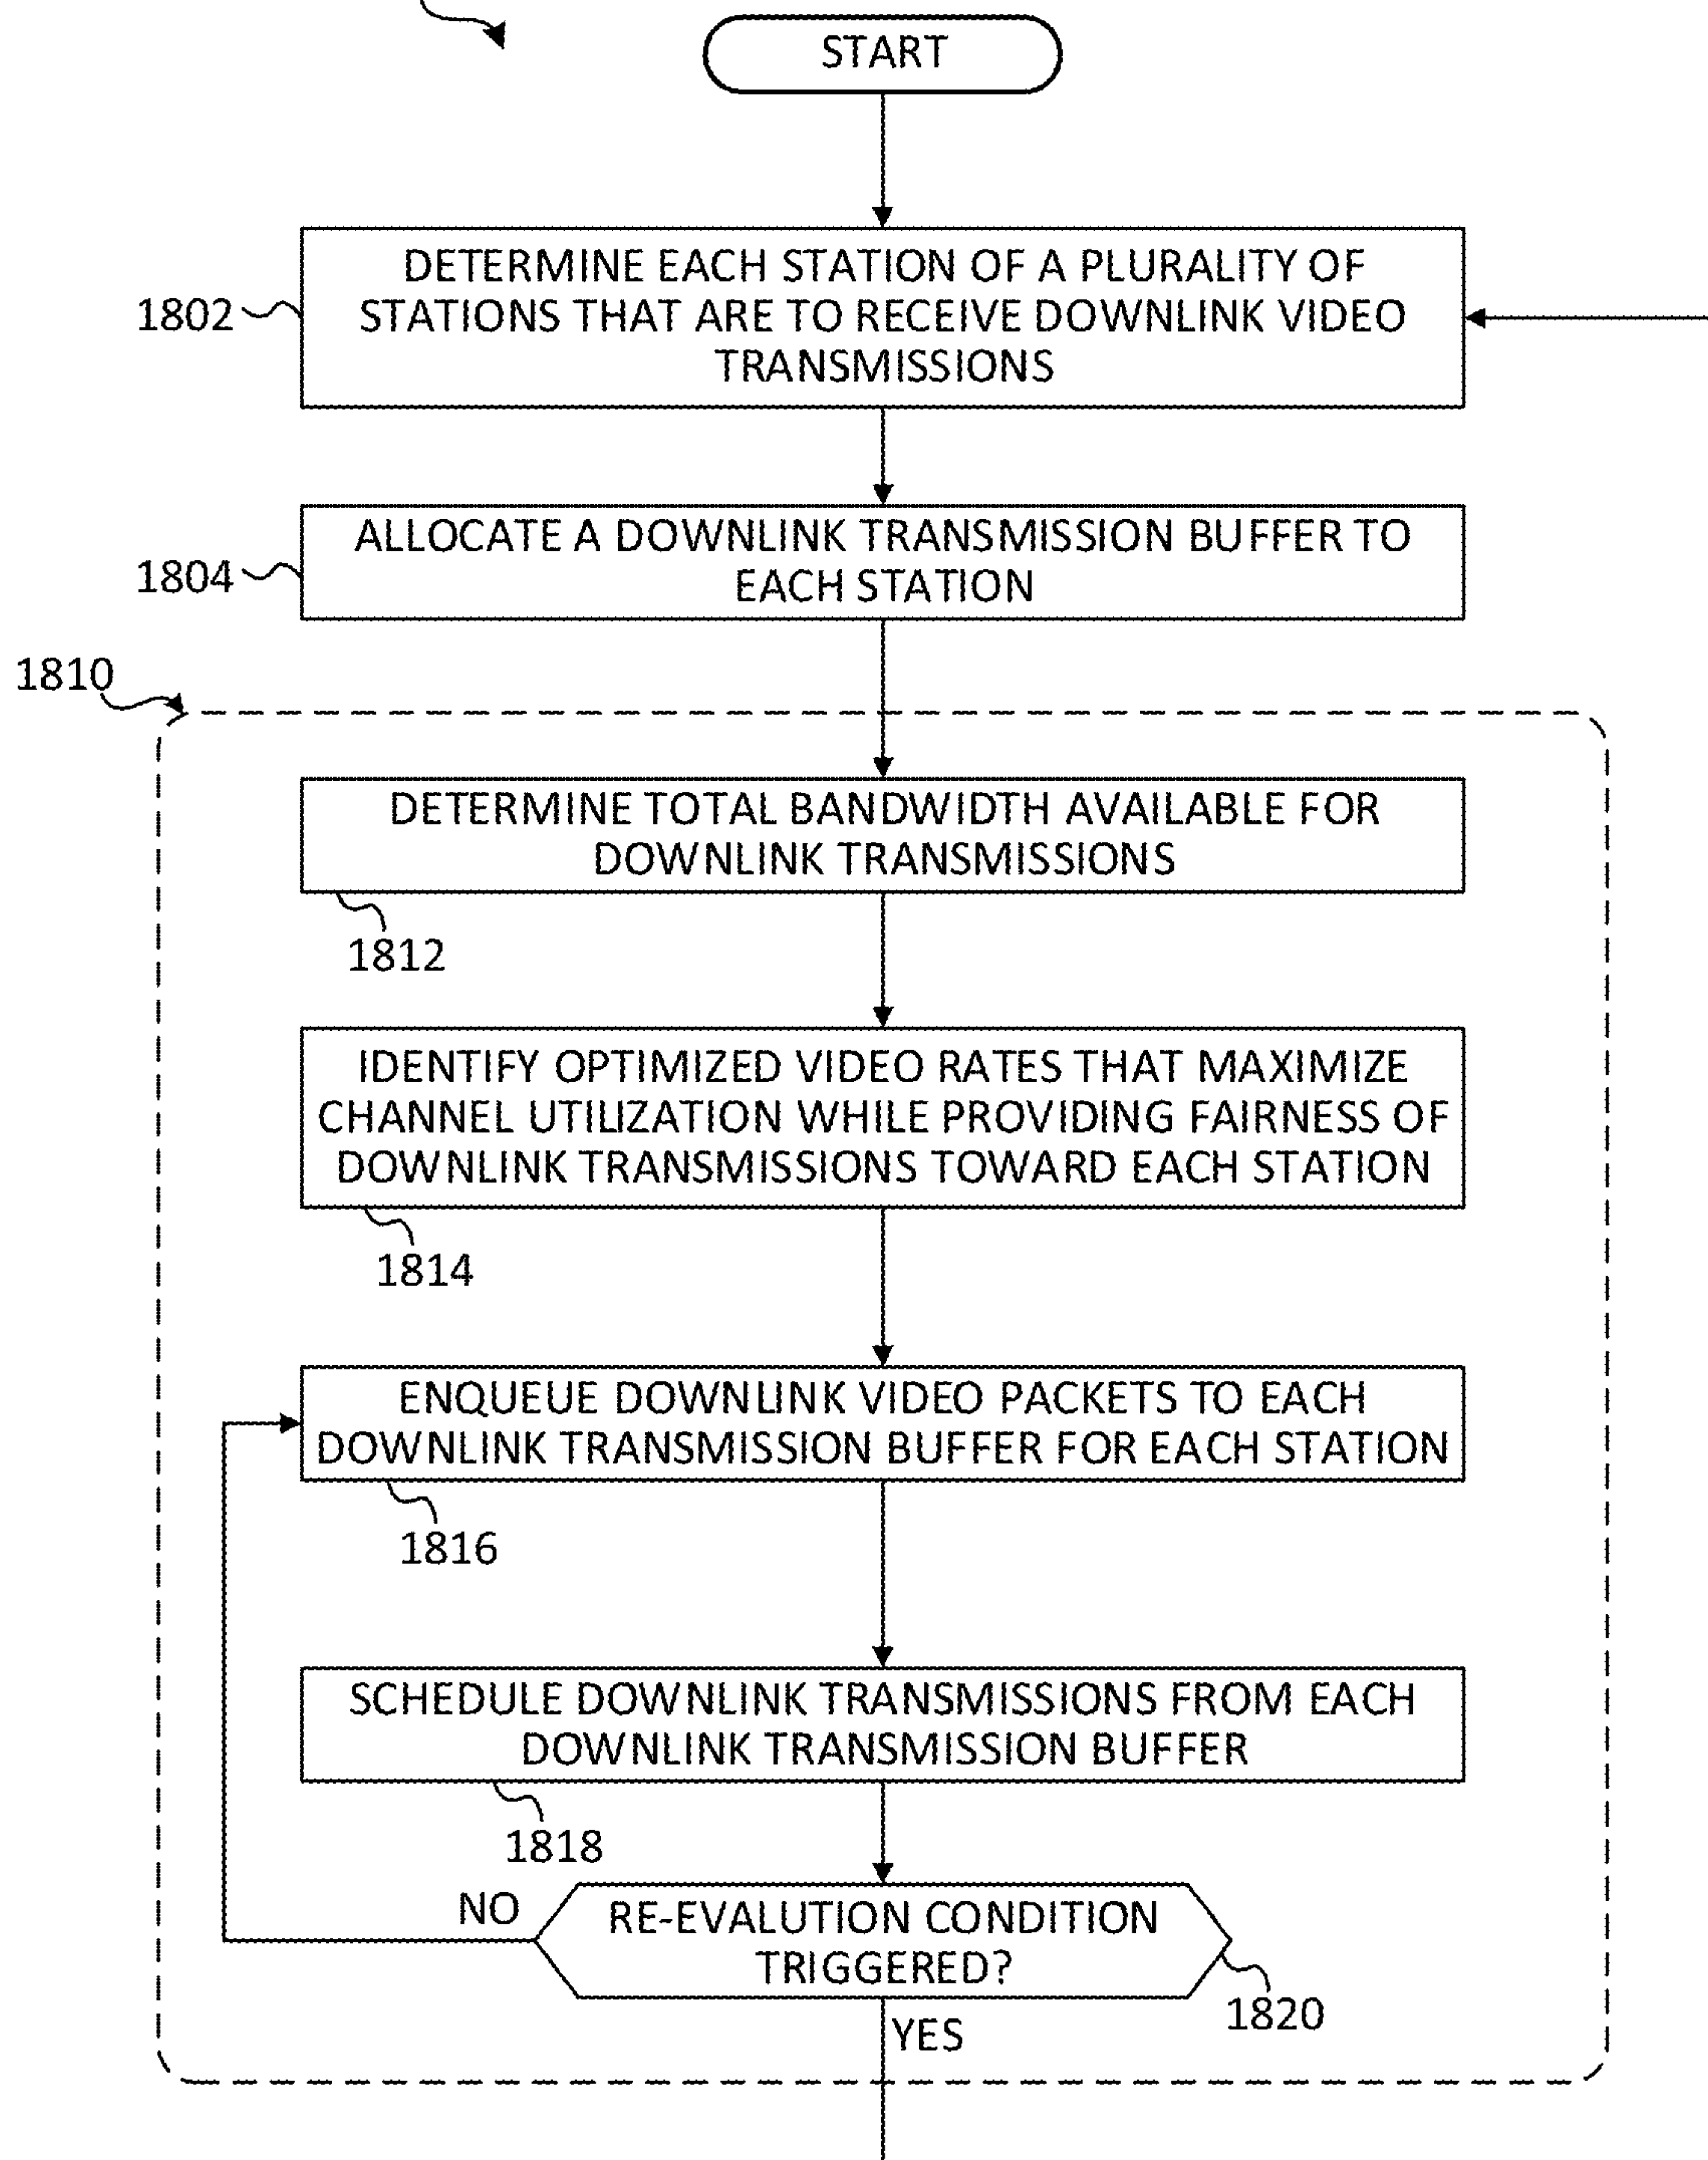 START
DETERMINE EACH STATION OF A PLURALITY OF
STATIONS THAT ARE TO RECEIVE DOWNLINK VIDEO
TRANSMISSIONS
1802
ALLOCATE A DOWNLINK TRANSMISSION BUFFER TO
EACH STATION
1804
1810
DETERMINE TOTAL BANDWIDTH AVAILABLE FOR
DOWNLINK TRANSMISSIONS
1812
IDENTIFY OPTIMIZED VIDEO RATES THAT MAXIMIZE
CHANNEL UTILIZATION WHILE PROVIDING FAIRNESS OF
DOWNLINK TRANSMISSIONS TOWARD EACH STATION
1814
ENQUEUE DOWNLINK VIDEO PACKETS TO EACH
DOWNLINK TRANSMISSION BUFFER FOR EACH STATION
1816
SCHEDULE DOWNLINK TRANSMISSIONS FROM EACH
DOWNLINK TRANSMISSION BUFFER
1818
NO
RE-EVALUTION CONDITION
TRIGGERED?
1820
YES